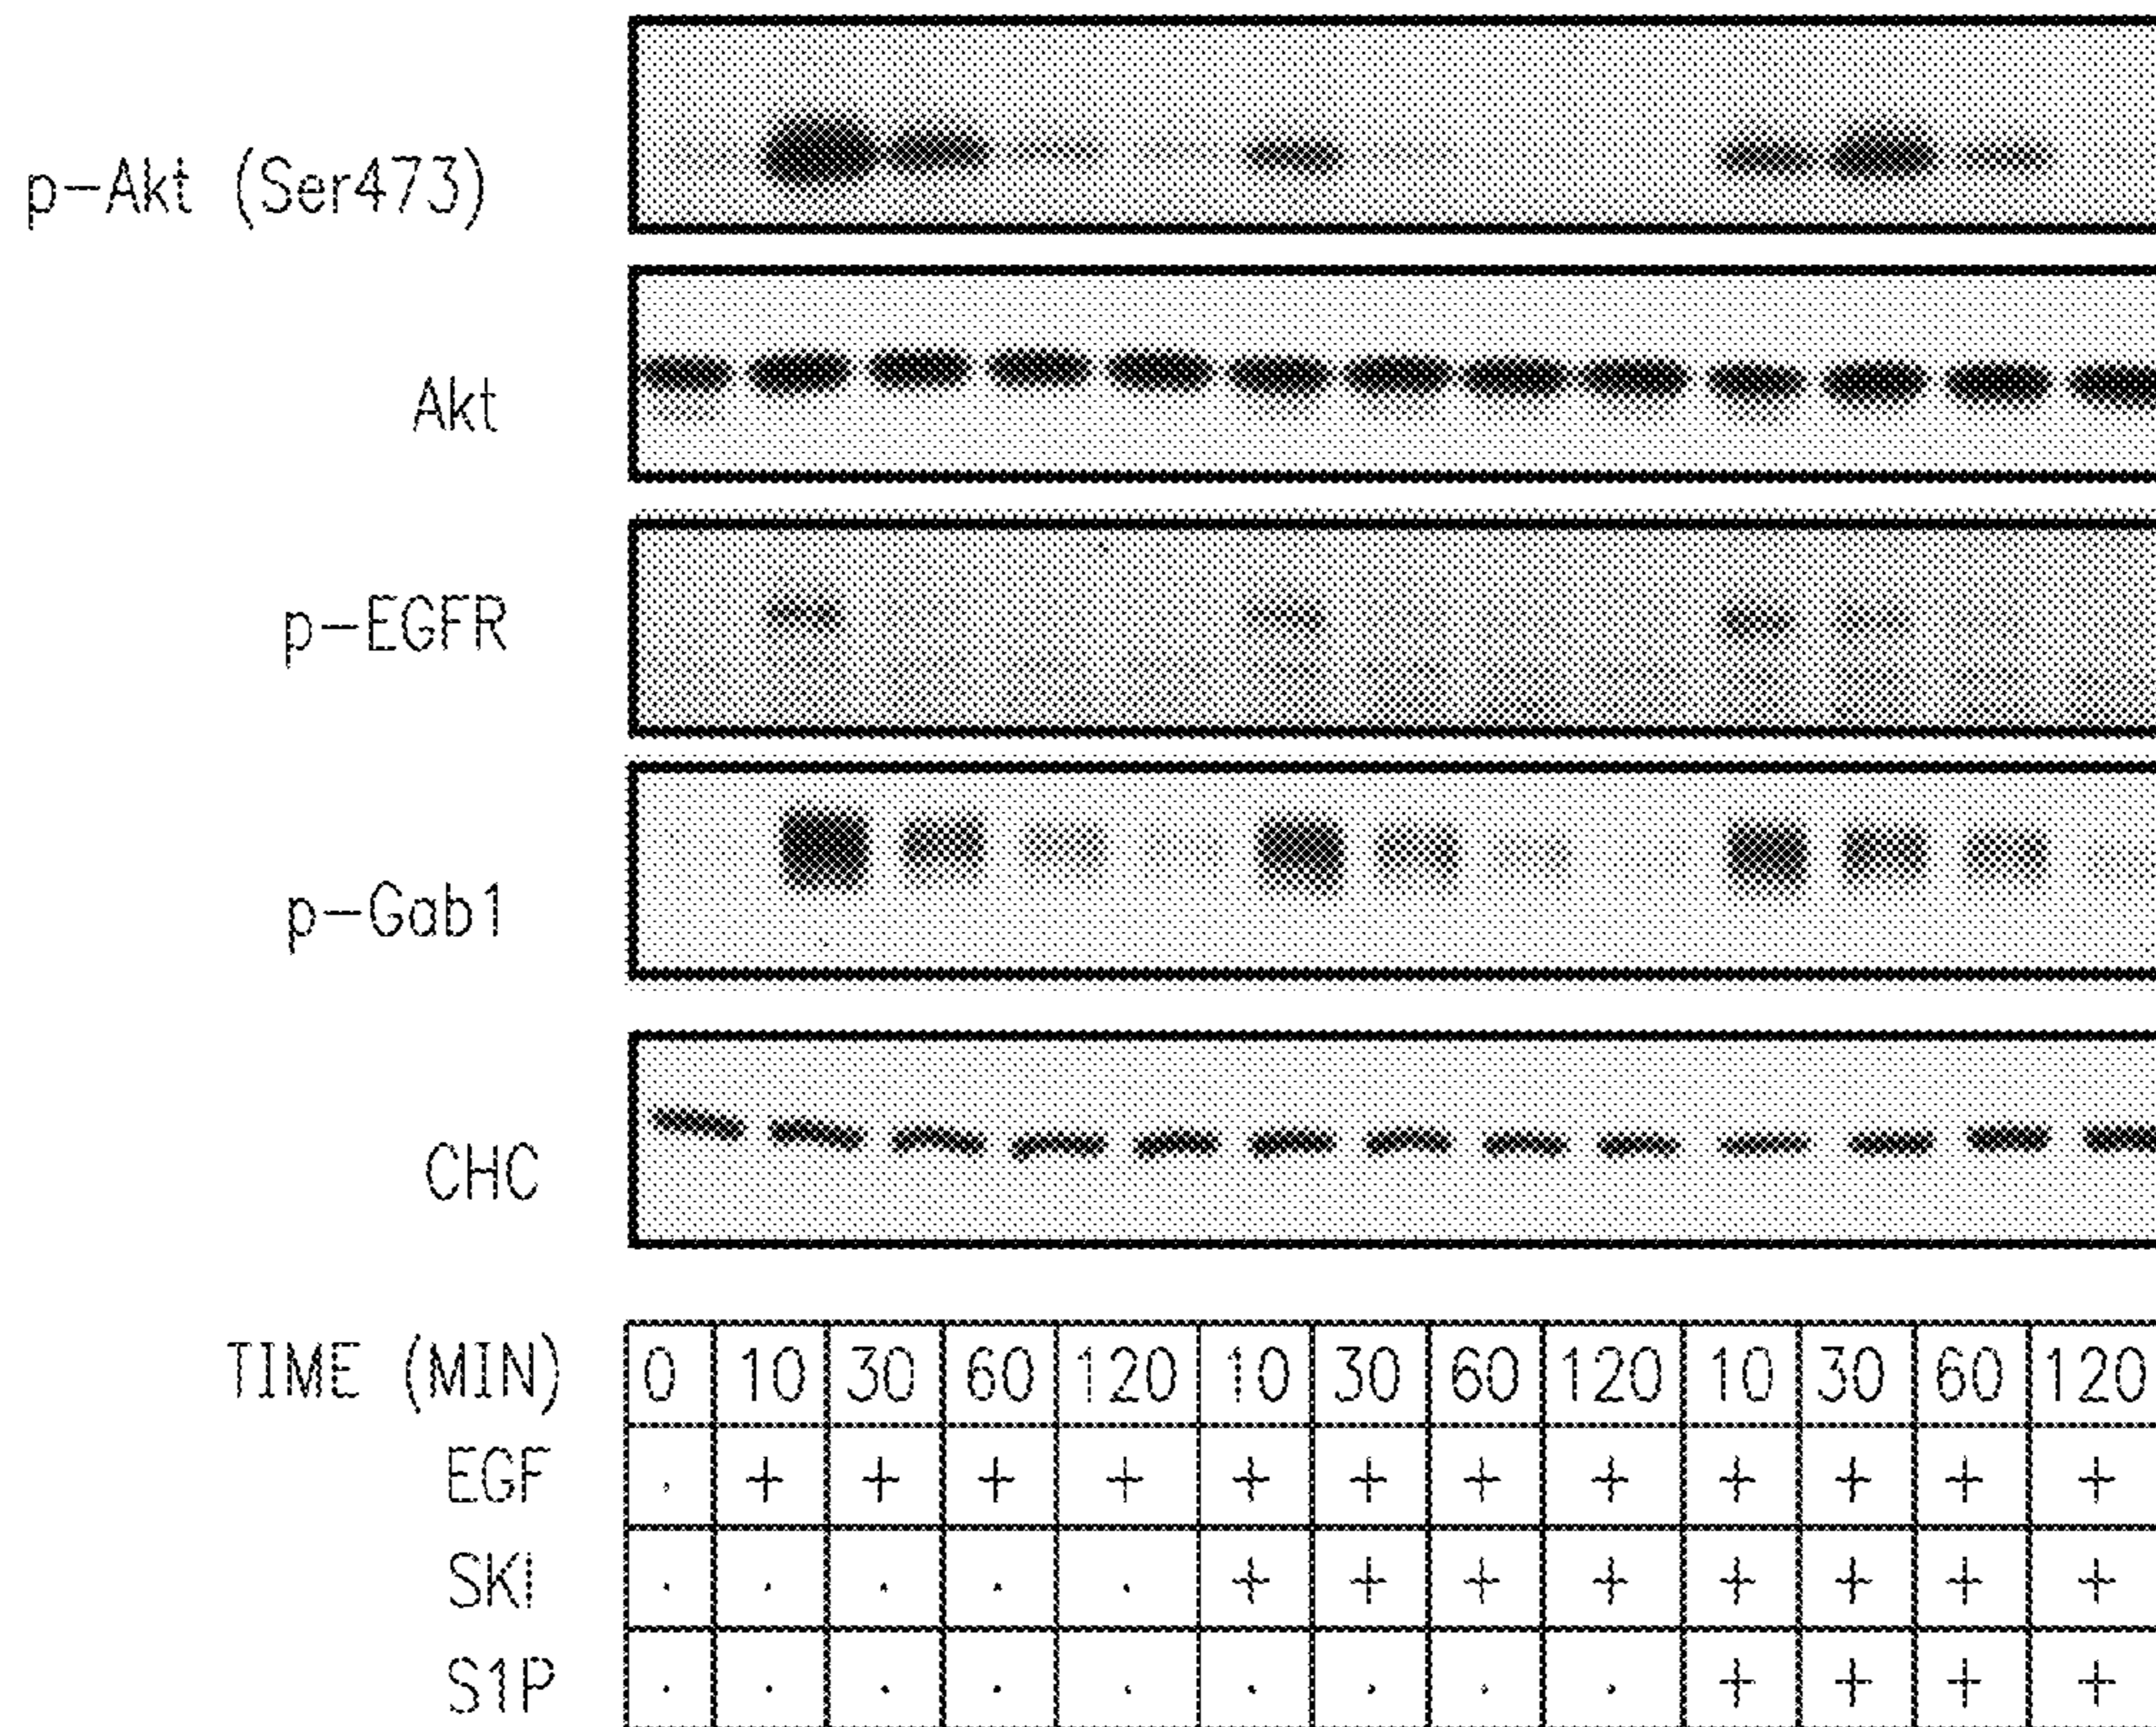 p-Akt (Ser473)
Akt
p-EGFR
p-Gab1
CHC
TIME (MIN) 0 10 30 60 120 10 30 60 120 10 30 60 120
EGF . + + + + + + + + + + + +
SKI . . . . . + + + + + + + +
S1P . . . . . . . . . + + + +